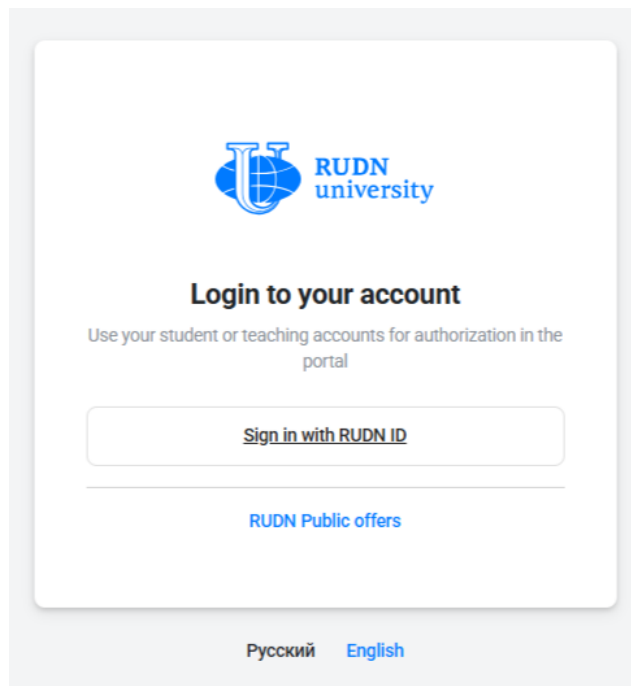 RUDN
university
Login to your account
Use your student or teaching accounts for authorization in the
portal
Sign in with RUDN ID
RUDN Public offers
Русский English